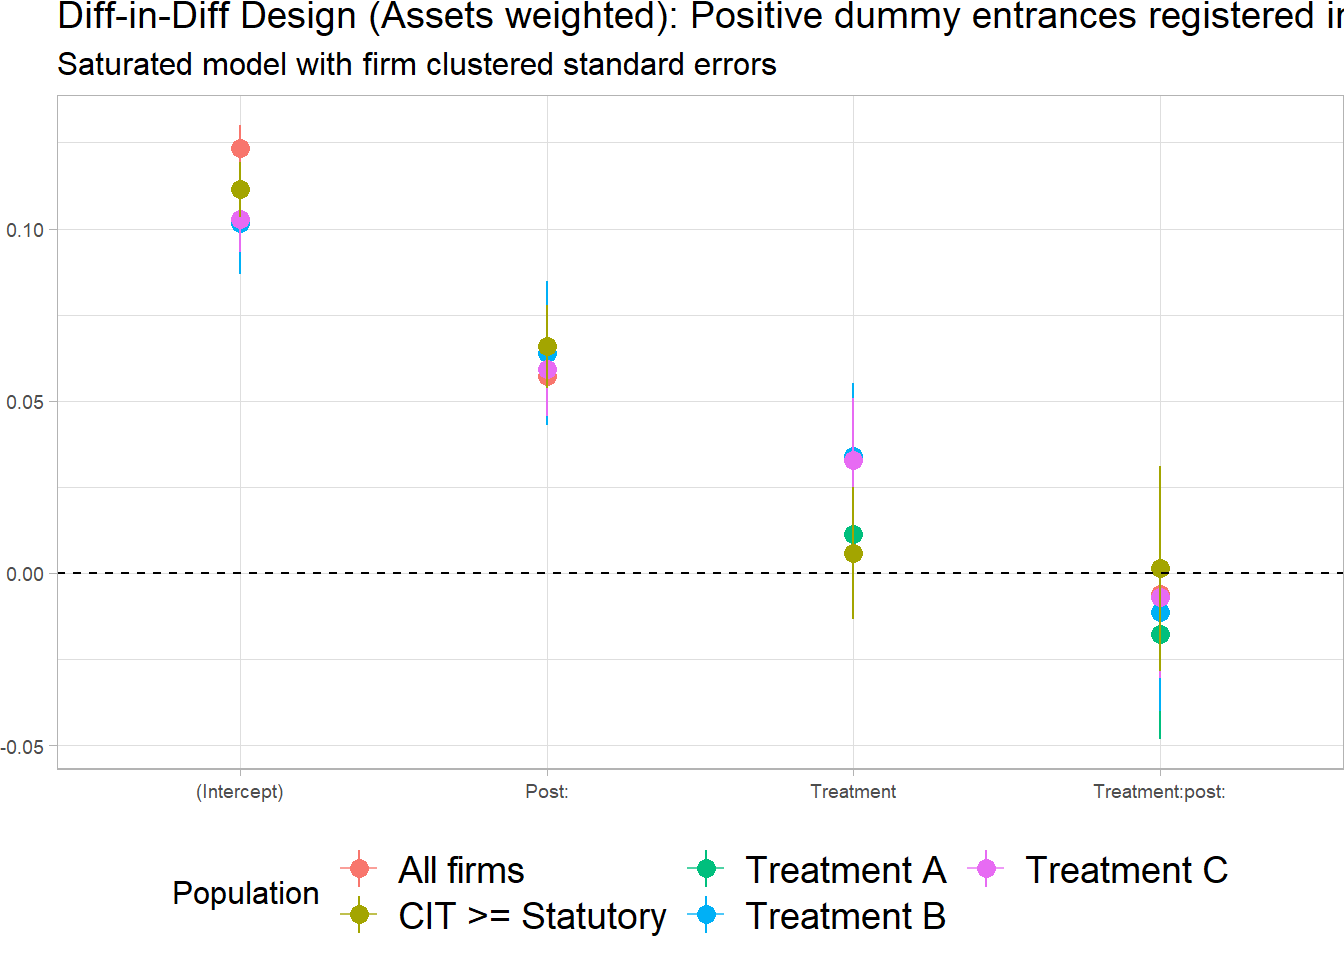 Diff-in-Diff Design (Assets weighted): Positive dummy entrances registered in
Saturated model with firm clustered standard errors
0.10
0.05
0.00
-0.05
(Intercept) Post: Treatment Treatment:post:
Population
All firms Treatment A Treatment C
CIT >= Statutory Treatment B